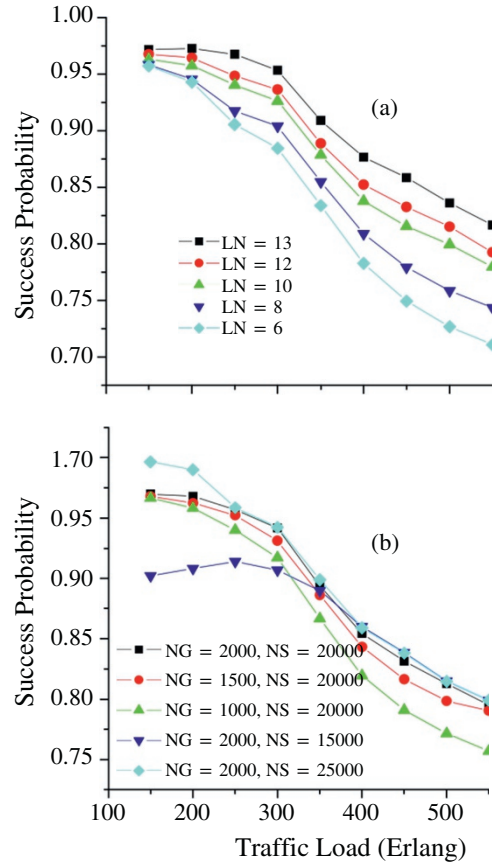 1.00
0.95
0.90
0.85
0.80
0.75
0.70
Success Probability
(a)
LN = 13
LN = 12
LN = 10
LN = 8
LN = 6
1.70
0.95
0.90
0.85
0.80
0.75
Success Probability
(b)
NG = 2000, NS = 20000
NG = 1500, NS = 20000
NG = 1000, NS = 20000
NG = 2000, NS = 15000
NG = 2000, NS = 25000
100 200 300 400 500
Traffic Load (Erlang)